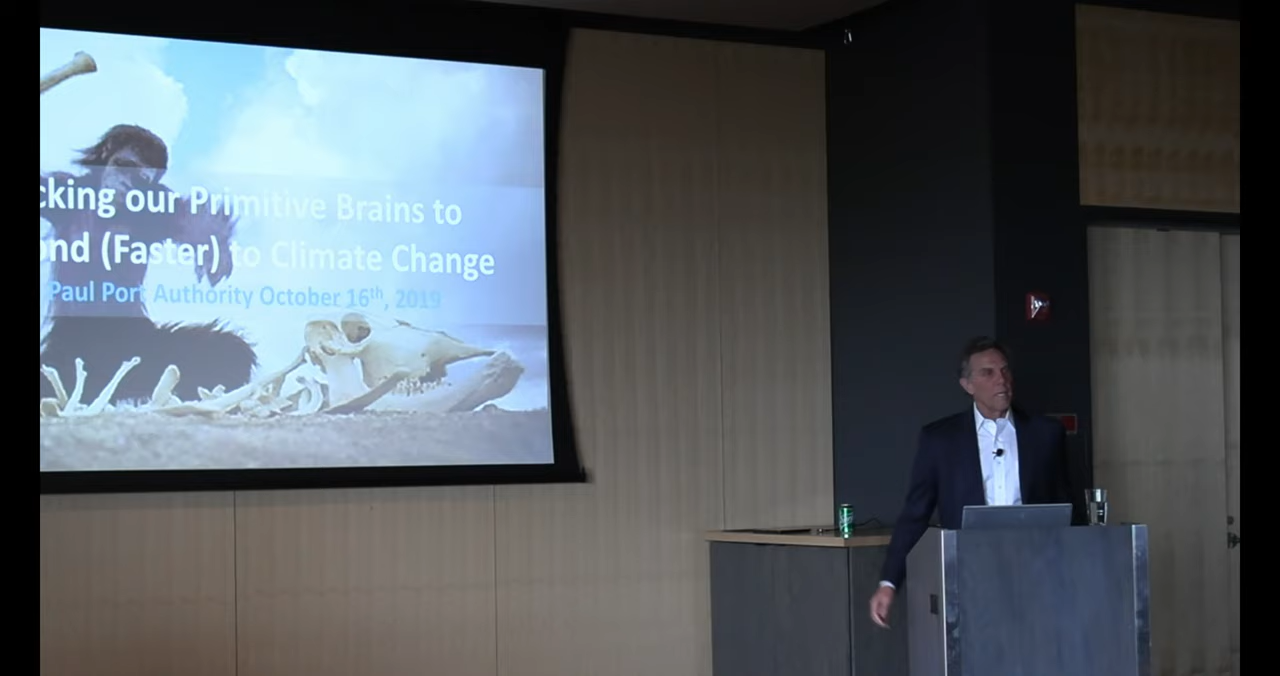 cking our Primitive Brains to
ond (Faster) to Climate Change
Paul Port Authority October 16th, 2019